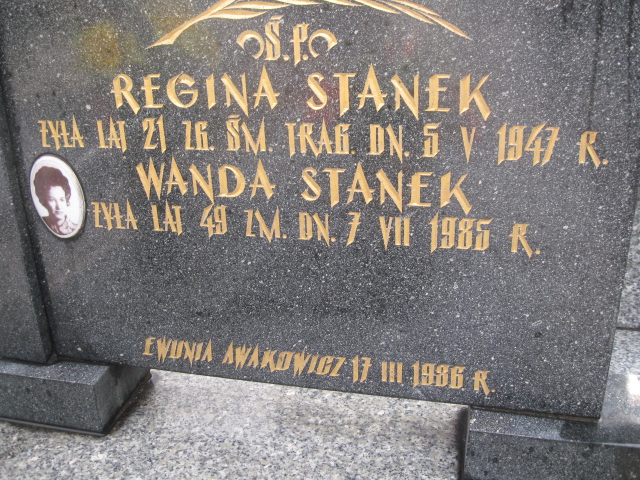 Ś.P.
REGINA STANEK
ŻYŁA LAT 21 ZG. ŚM. TRAG. DN. 5 V 1947 R.
WANDA STANEK
ŻYŁA LAT 49 ZM. DN. 7 VII 1985 R.
EWUNIA AWAKOWICZ 17 III 1986 R.